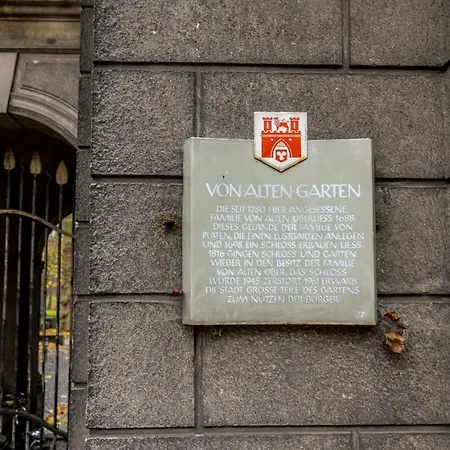 VON-ALTEN-GARTEN
DIE SEIT 1280 HIER ANGESESSENE
FAMILIE VON ALTEN ÜBERLIESS 1688
DIESES GELÄNDE DER FAMILIE VON
PLATEN, DIE EINEN LUSTGARTEN ANLEGEN
UND 1698 EIN SCHLOSS ERBAUEN LIESS.
1816 GINGEN SCHLOSS UND GARTEN
WIEDER IN DEN BESITZ DER FAMILIE
VON ALTEN ÜBER. DAS SCHLOSS
WURDE 1945 ZERSTÖRT. 1961 ERWARB
DIE STADT GROSSE TEILE DES GARTENS
ZUM NUTZEN DER BÜRGER.
27